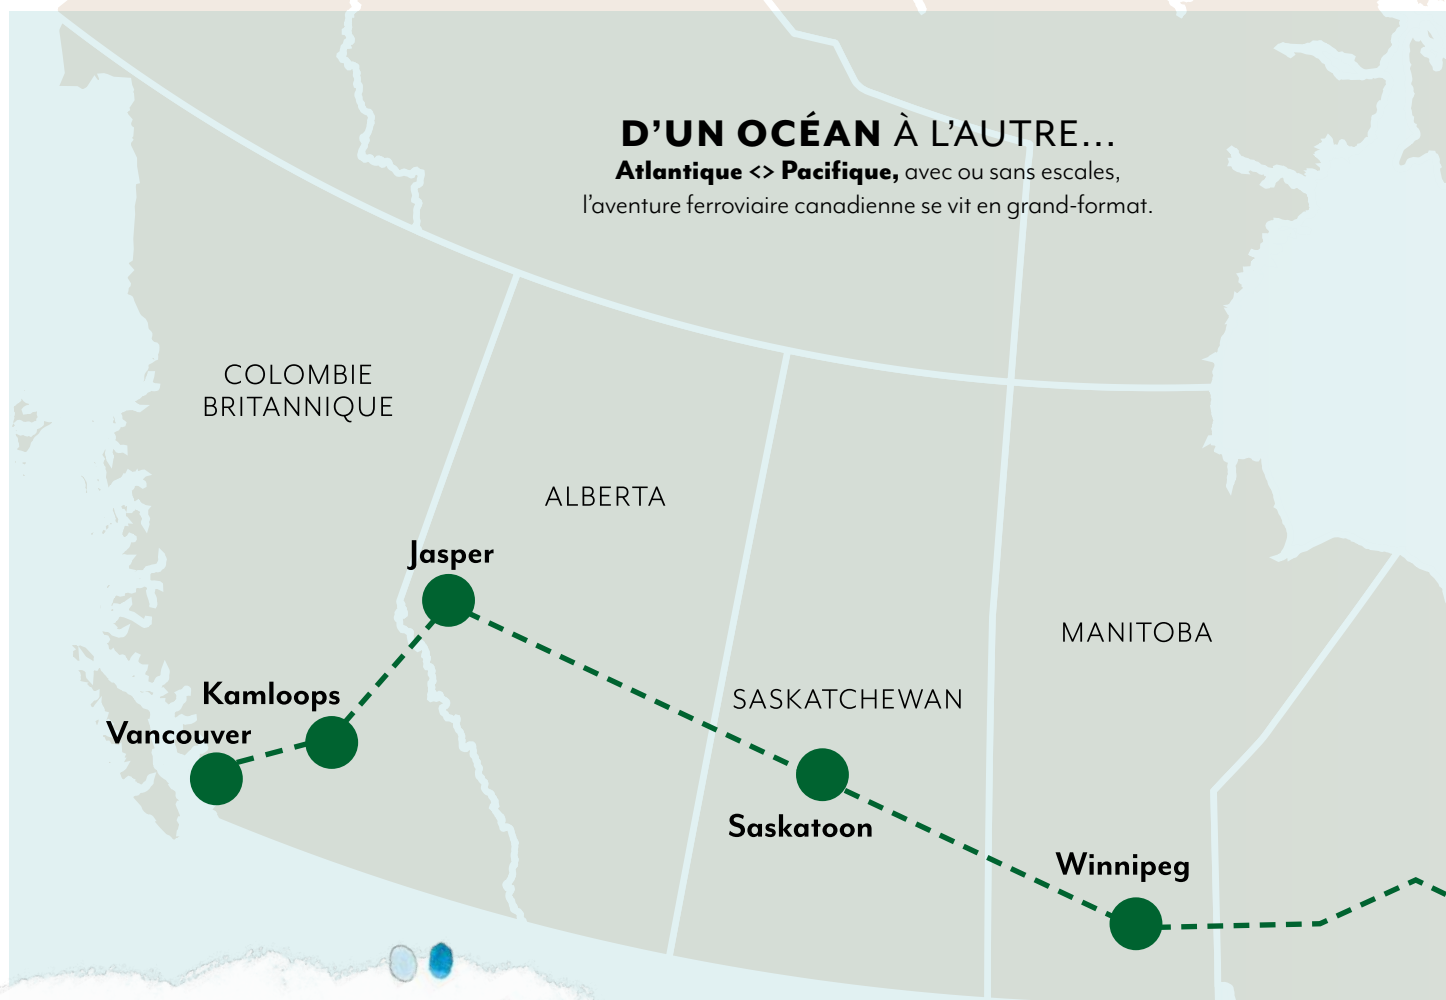 D’UN OCÉAN À L’AUTRE...
Atlantique <> Pacifique, avec ou sans escales,
l’aventure ferroviaire canadienne se vit en grand-format.
COLOMBIE
BRITANNIQUE
ALBERTA
Jasper
MANITOBA
Kamloops
SASKATCHEWAN
Vancouver
Saskatoon
Winnipeg